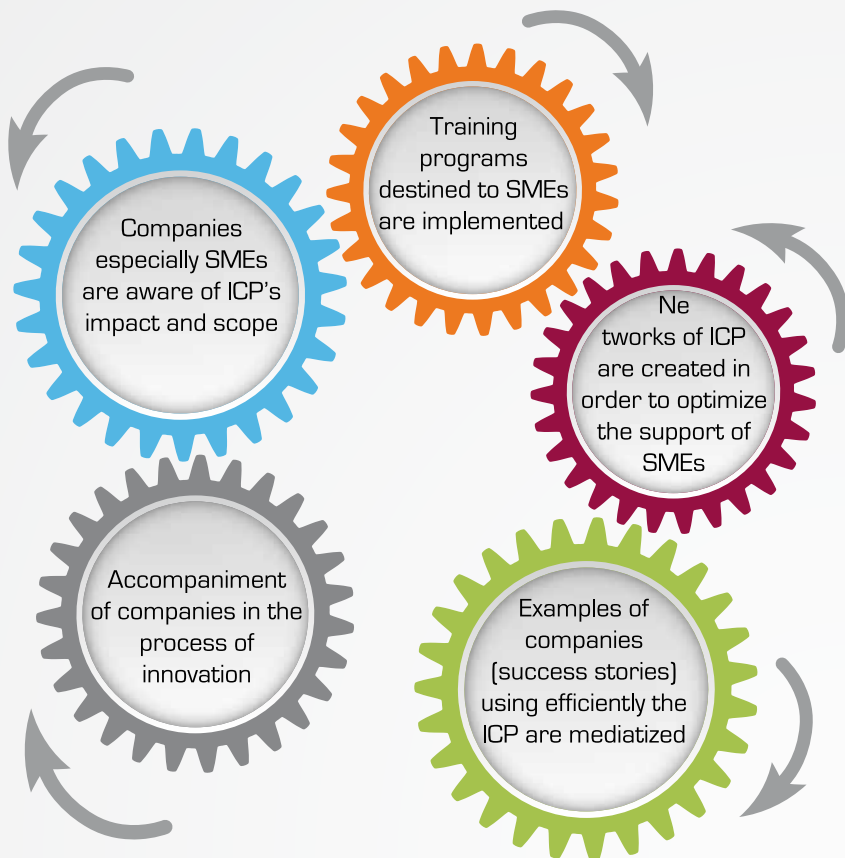 Training
programs
destined to SMEs
are implemented
Companies
especially SMEs
are aware of ICP's
impact and scope
Ne
tworks of ICP
are created in
order to optimize
the support of
SMEs
Accompaniment
of companies in the
process of
innovation
Examples of
companies
(success stories)
using efficiently the
ICP are mediatized